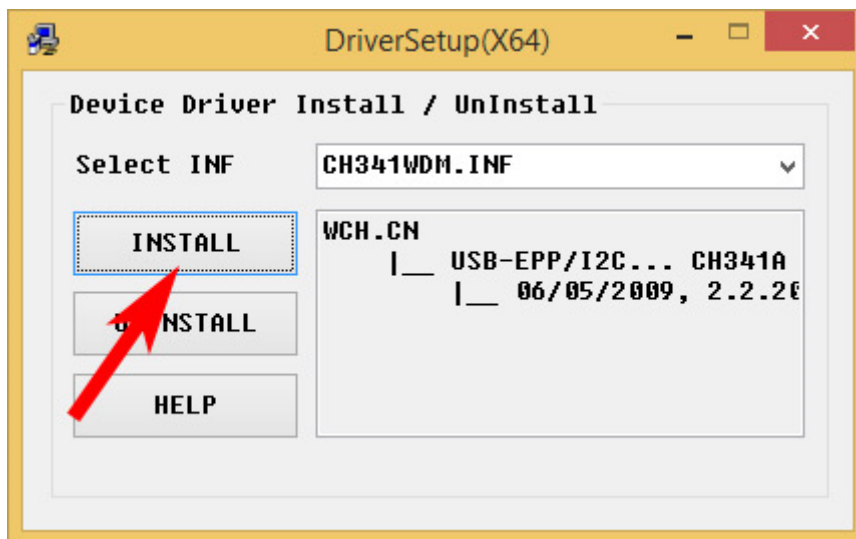 DriverSetup(X64)
Device Driver Install / UnInstall
Select INF
CH341WDM.INF
INSTALL
WCH.CN
|__ USB-EPP/I2C... CH341A
|__ 06/05/2009, 2.2.20
UNINSTALL
HELP